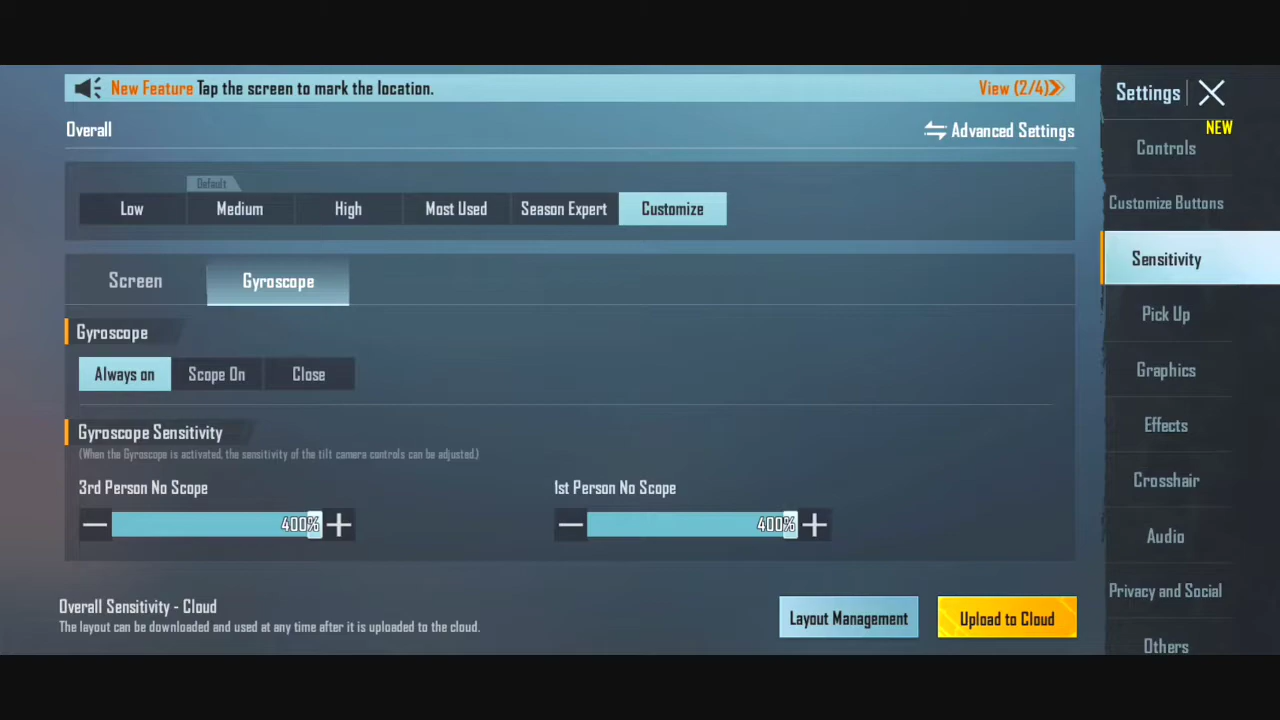 New Feature Tap the screen to mark the location. View (2/4)
Settings
Overall
Advanced Settings
NEW
Controls
Default
Low Medium High Most Used Season Expert Customize
Customize Buttons
Sensitivity
Screen Gyroscope
Pick Up
Gyroscope
Always on Scope On Close
Graphics
Effects
Gyroscope Sensitivity
(When the Gyroscope is activated, the sensitivity of the tilt camera controls can be adjusted.)
Crosshair
3rd Person No Scope 1st Person No Scope
400% 400%
Audio
Privacy and Social
Overall Sensitivity - Cloud
The layout can be downloaded and used at any time after it is uploaded to the cloud.
Layout Management Upload to Cloud
Others